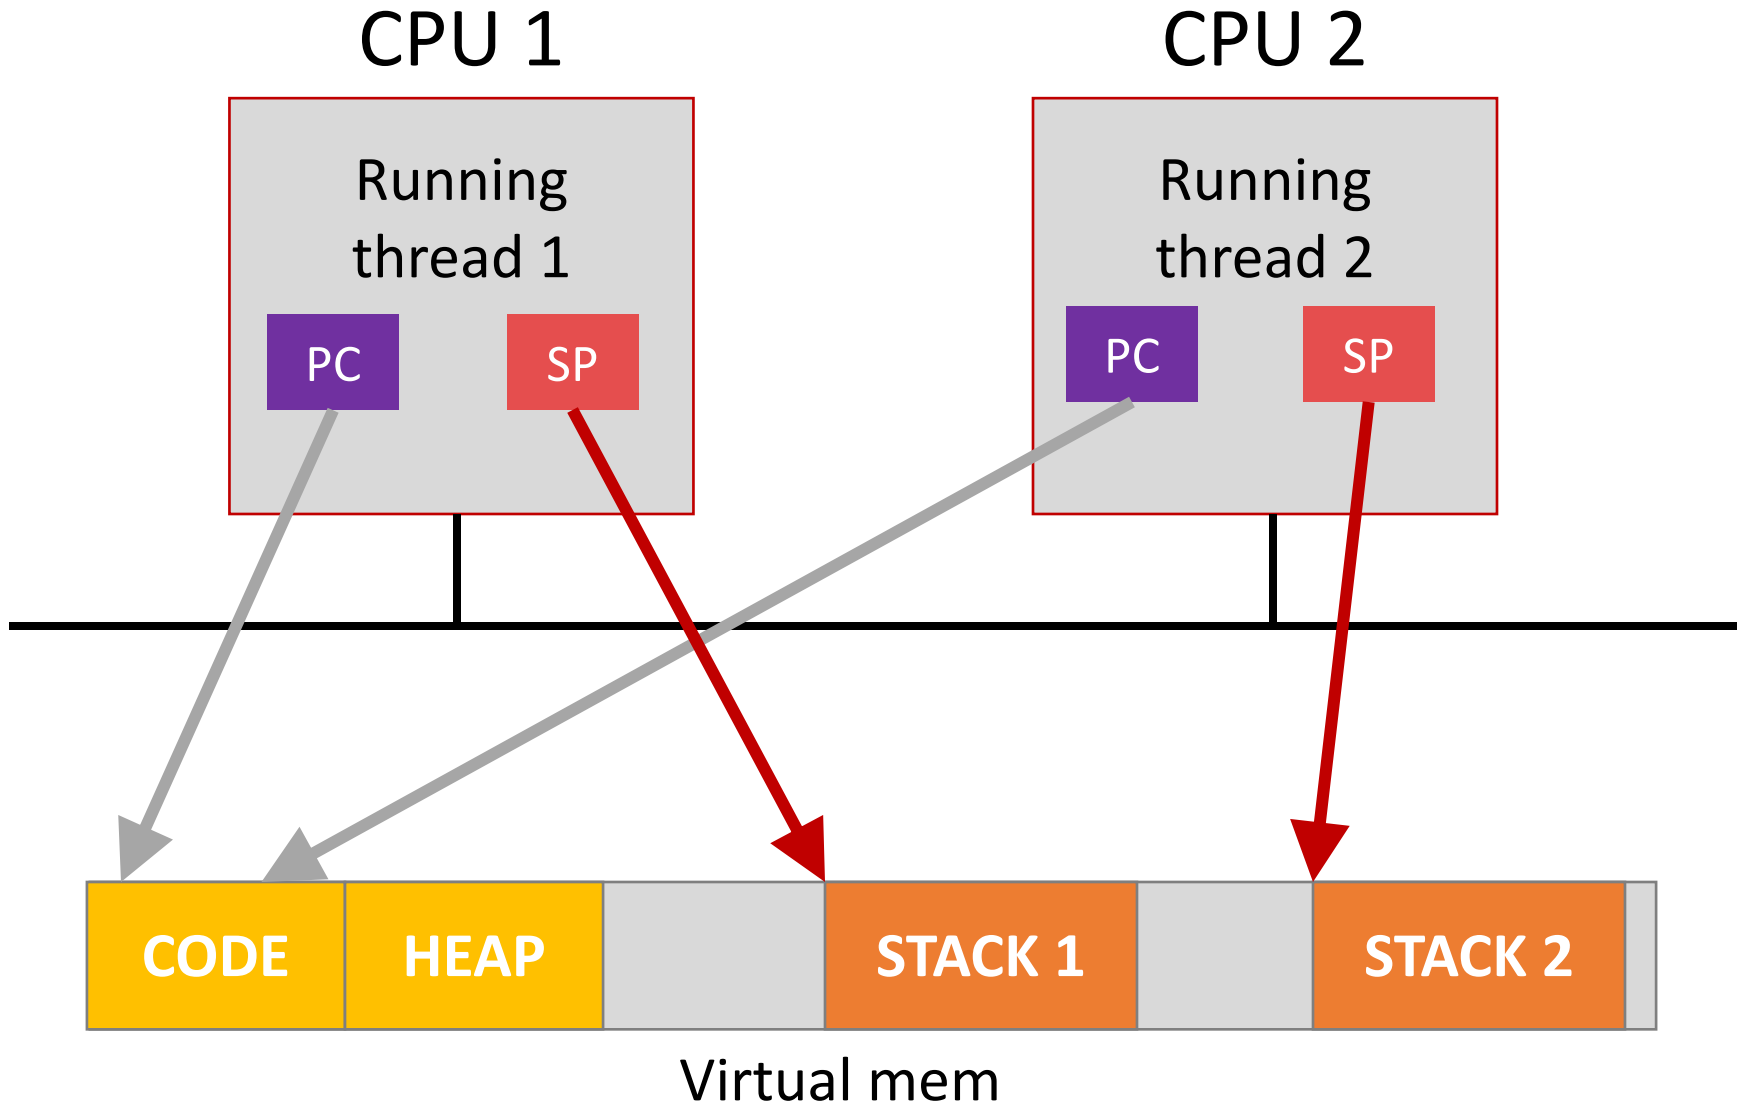 CPU 1
CPU 2
Running
thread 1
PC
SP
Running
thread 2
PC
SP
CODE
HEAP
STACK 1
STACK 2
Virtual mem